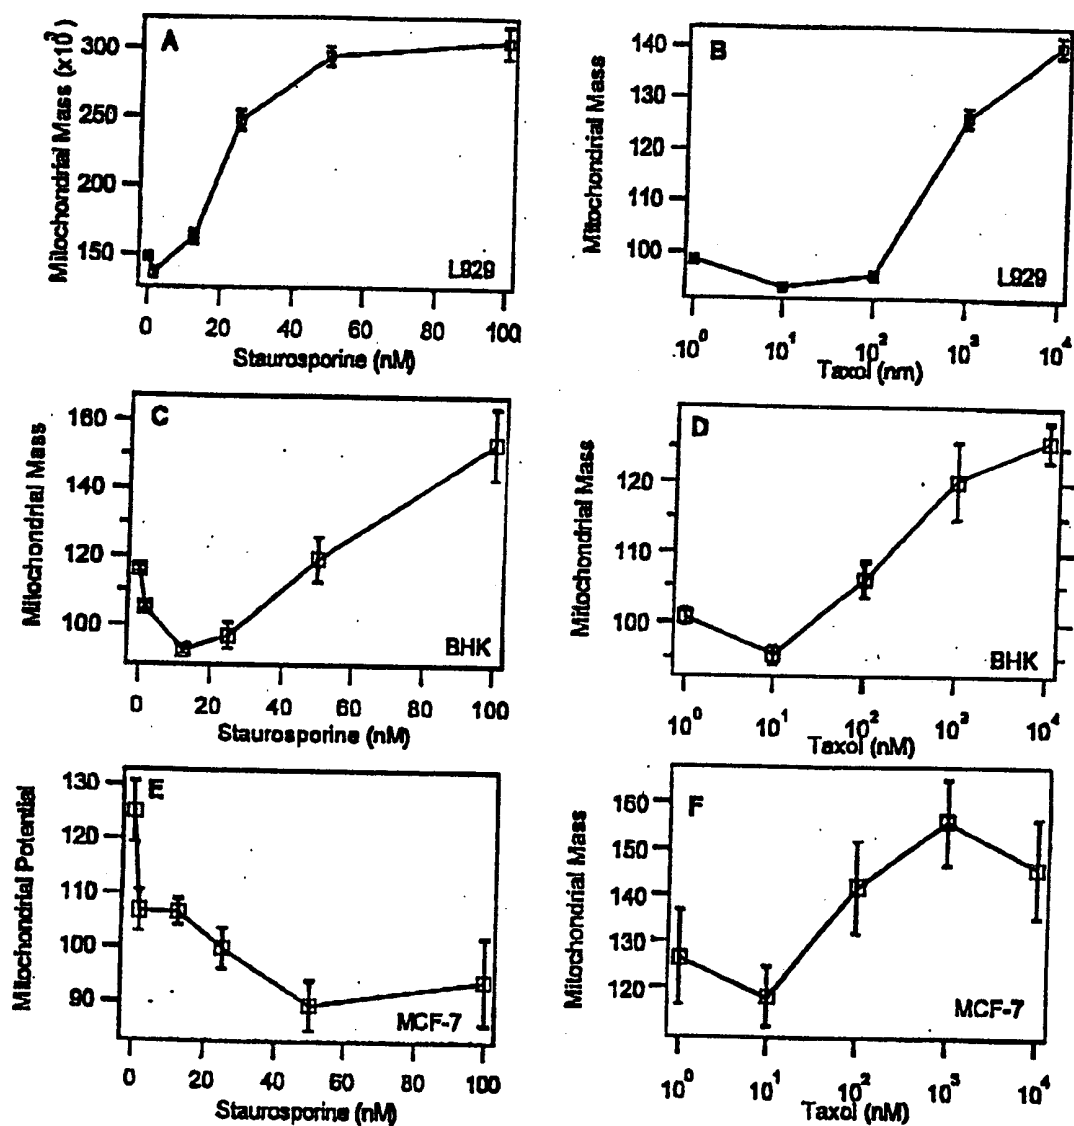 A
Mitochondrial Mass (x10³)
300
250
200
150
L929
0 20 40 60 80 100
Staurosporine (nM)
B
Mitochondrial Mass
140
130
120
110
100
L929
10⁰ 10¹ 10² 10³ 10⁴
Taxol (nm)
C
Mitochondrial Mass
160
140
120
100
BHK
0 20 40 60 80 100
Staurosporine (nM)
D
Mitochondrial Mass
120
110
100
BHK
10⁰ 10¹ 10² 10³ 10⁴
Taxol (nM)
E
Mitochondrial Potential
130
120
110
100
90
MCF-7
0 20 40 60 80 100
Staurosporine (nM)
F
Mitochondrial Mass
160
150
140
130
120
MCF-7
10⁰ 10¹ 10² 10³ 10⁴
Taxol (nM)